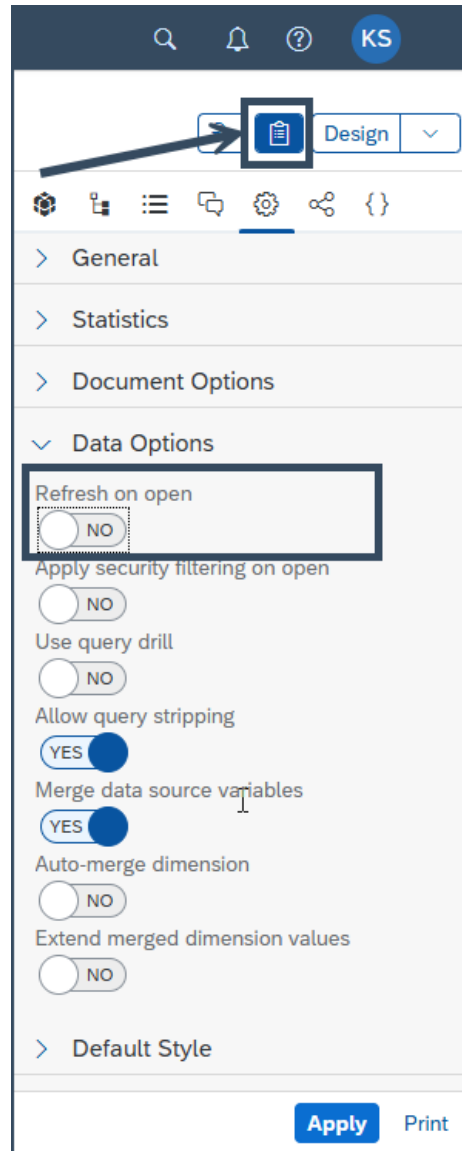 KS
Design
General
Statistics
Document Options
Data Options
Refresh on open
NO
Apply security filtering on open
NO
Use query drill
NO
Allow query stripping
YES
Merge data source variables
YES
Auto-merge dimension
NO
Extend merged dimension values
NO
Default Style
Apply Print